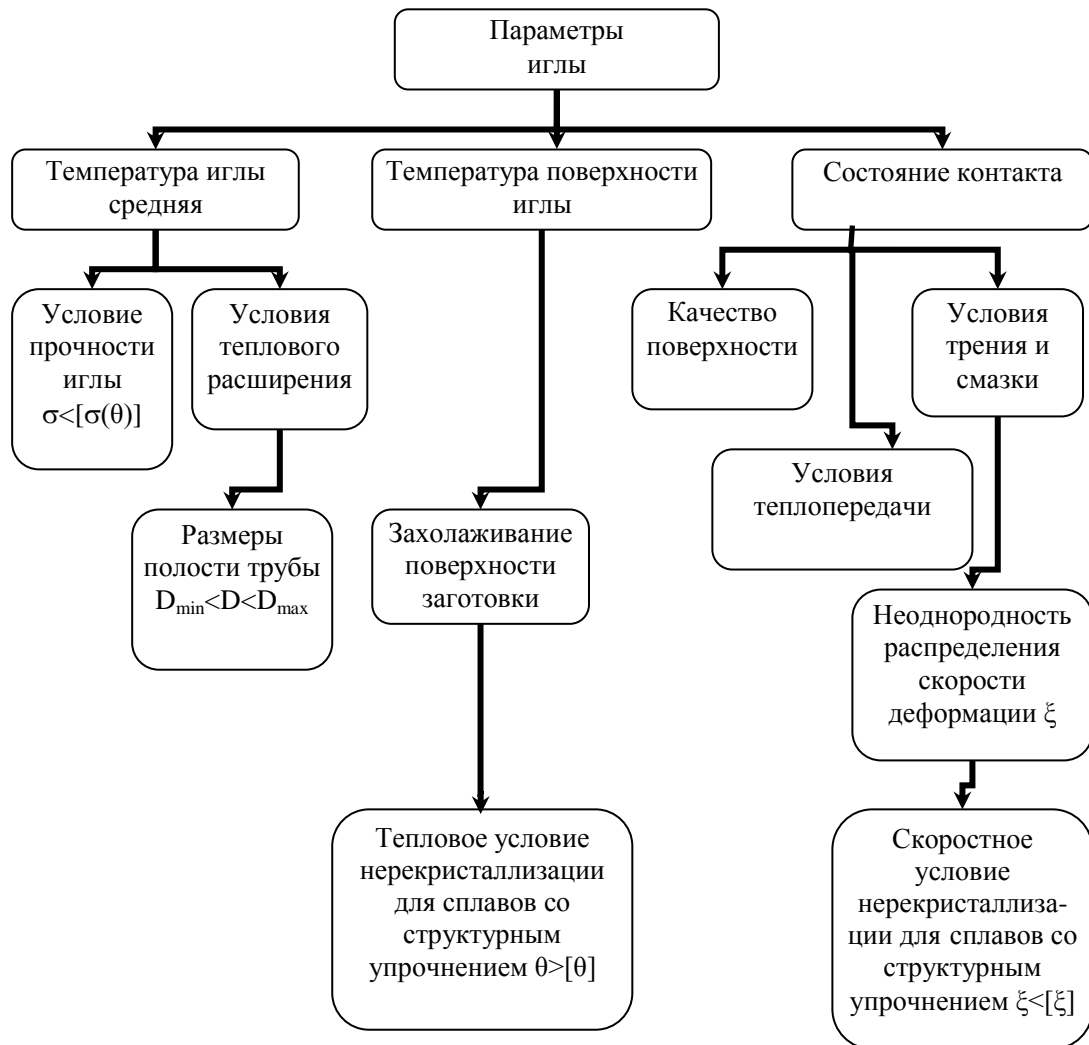 Параметры
иглы
Температура иглы
средняя
Температура поверхности
иглы
Состояние контакта
Условие
прочности
иглы
σ<[σ(θ)]
Условия
теплового
расширения
Качество
поверхности
Условия
трения и
смазки
Условия
теплопередачи
Размеры
полости трубы
Dmin<D<Dmax
Захолаживание
поверхности
заготовки
Неоднородность
распределения
скорости
деформации ξ
Тепловое условие
нерекристаллизации
для сплавов со
структурным
упрочнением θ>[θ]
Скоростное
условие
нерекристаллиза-
ции для сплавов со
структурным
упрочнением ξ<[ξ]